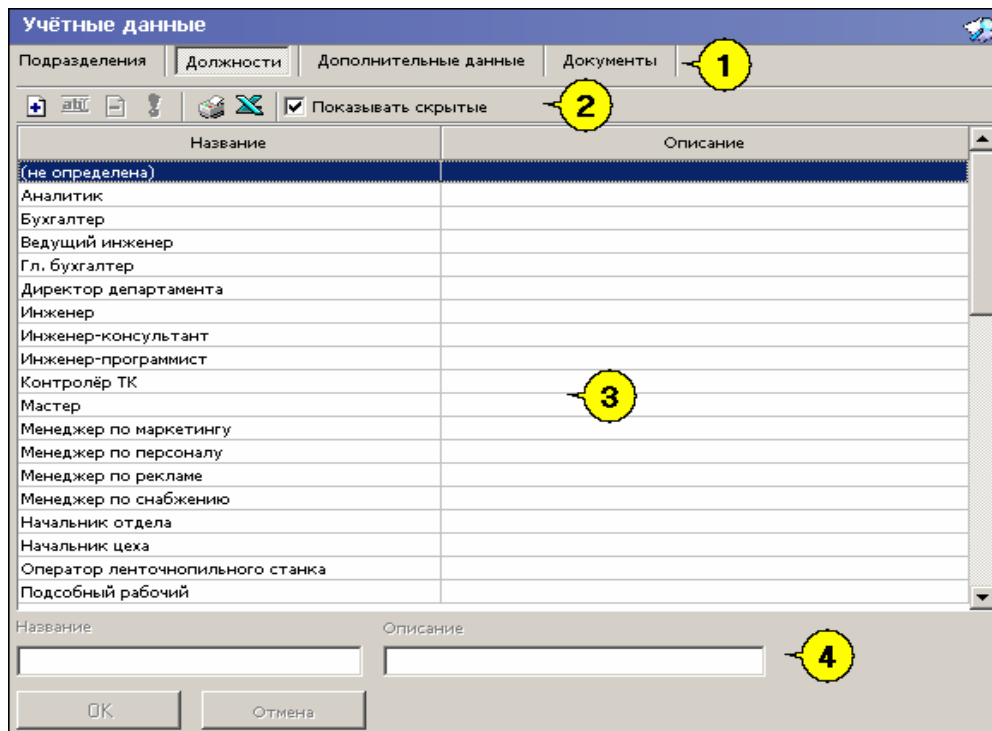 Учётные данные
Подразделения Должности Дополнительные данные Документы 1
abc Показывать скрытые 2
Название Описание
(не определена)
Аналитик
Бухгалтер
Ведущий инженер
Гл. бухгалтер
Директор департамента
Инженер
Инженер-консультант
Инженер-программист
Контролёр ТК
3
Мастер
Менеджер по маркетингу
Менеджер по персоналу
Менеджер по рекламе
Менеджер по снабжению
Начальник отдела
Начальник цеха
Оператор ленточнопильного станка
Подсобный рабочий
Название Описание
4
OK Отмена